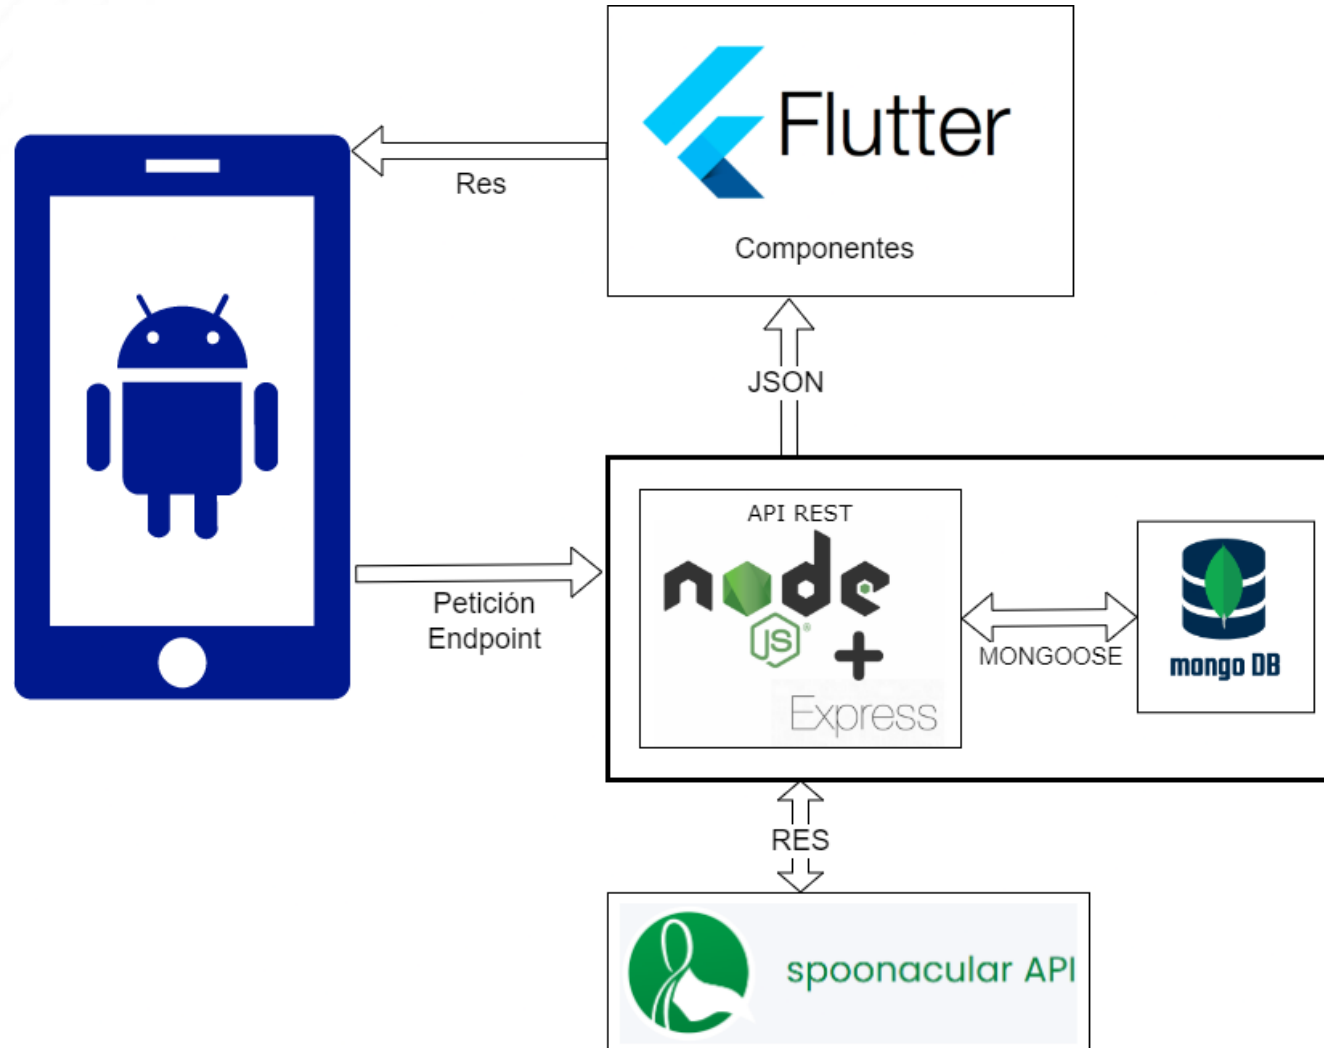 Flutter
Componentes
Res
JSON
API REST
node
JS
®
+
Express
Petición
Endpoint
MONGOOSE
mongo DB
RES
spoonacular API